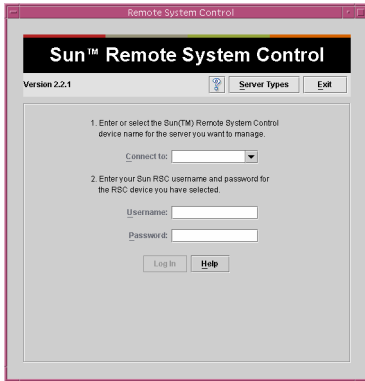 Remote System Control
Sun™ Remote System Control
Version 2.2.1
Server Types
Exit
1. Enter or select the Sun(TM) Remote System Control
device name for the server you want to manage.
Connect to:
2. Enter your Sun RSC username and password for
the RSC device you have selected.
Username:
Password:
Log In
Help